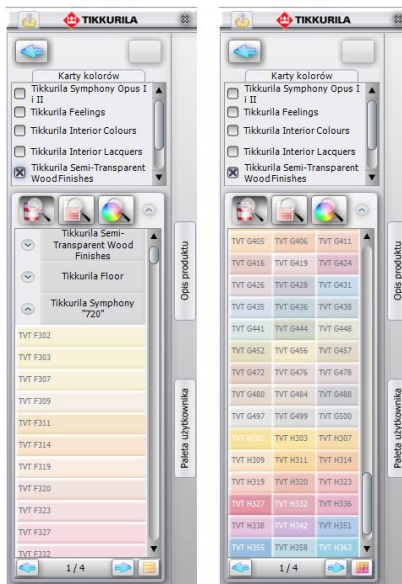 TIKKURILA
Karty kolorów
Tikkurila Symphony Opus I
i II
Tikkurila Feelings
Tikkurila Interior Colours
Tikkurila Interior Lacquers
Tikkurila Semi-Transparent
WoodFinishes
Tikkurila Semi-
Transparent Wood
Finishes
Tikkurila Floor
Tikkurila Symphony
"720"
TVT F302
TVT F303
TVT F307
TVT F309
TVT F311
TVT F314
TVT F319
TVT F320
TVT F323
TVT F327
TVT F332
1/4
Opis produktu
Paleta użytkownika
TIKKURILA
Karty kolorów
Tikkurila Symphony Opus I
i II
Tikkurila Feelings
Tikkurila Interior Colours
Tikkurila Interior Lacquers
Tikkurila Semi-Transparent
WoodFinishes
TVT G405 TVT G406 TVT G411
TVT G416 TVT G419 TVT G424
TVT G426 TVT G428 TVT G431
TVT G435 TVT G436 TVT G438
TVT G441 TVT G444 TVT G448
TVT G452 TVT G456 TVT G457
TVT G472 TVT G476 TVT G478
TVT G480 TVT G484 TVT G488
TVT G497 TVT G499 TVT G500
TVT H302 TVT H303 TVT H307
TVT H309 TVT H311 TVT H314
TVT H319 TVT H320 TVT H323
TVT H327 TVT H332 TVT H336
TVT H338 TVT H342 TVT H351
TVT H355 TVT H358 TVT H363
1/4
Opis produktu
Paleta użytkownika